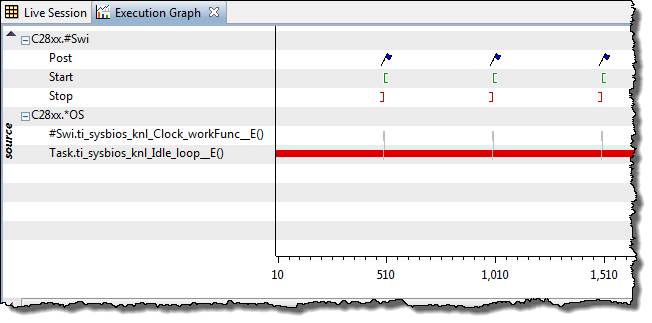 Live Session
Execution Graph
C28xx.#Swi
Post
Start
Stop
C28xx.*OS
#Swi.ti_sysbios_knl_Clock_workFunc__E()
Task.ti_sysbios_knl_Idle_loop__E()
source
10 510 1,010 1,510